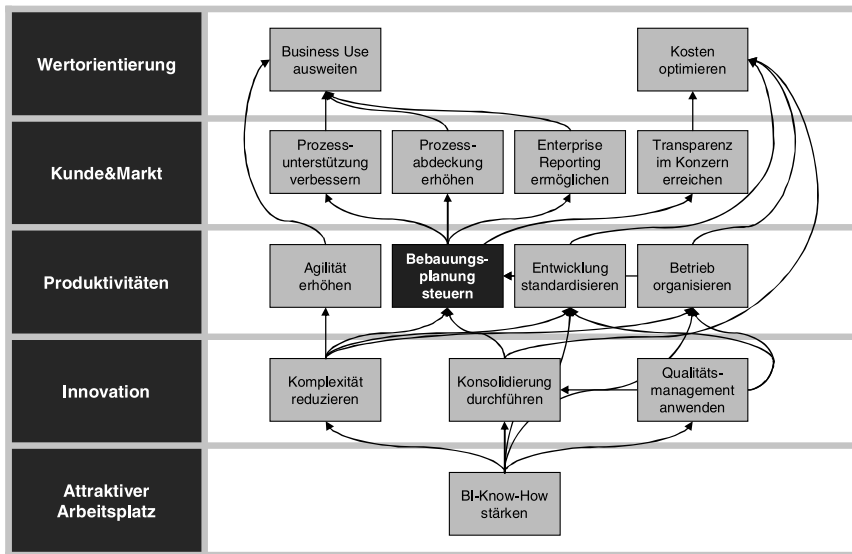 Wertorientierung
Business Use
ausweiten
Kosten
optimieren
Kunde&Markt
Prozess-
unterstützung
verbessern
Prozess-
abdeckung
erhöhen
Enterprise
Reporting
ermöglichen
Transparenz
im Konzern
erreichen
Produktivitäten
Agilität
erhöhen
Bebauungs-
planung
steuern
Entwicklung
standardisieren
Betrieb
organisieren
Innovation
Komplexität
reduzieren
Konsolidierung
durchführen
Qualitäts-
management
anwenden
Attraktiver
Arbeitsplatz
BI-Know-How
stärken